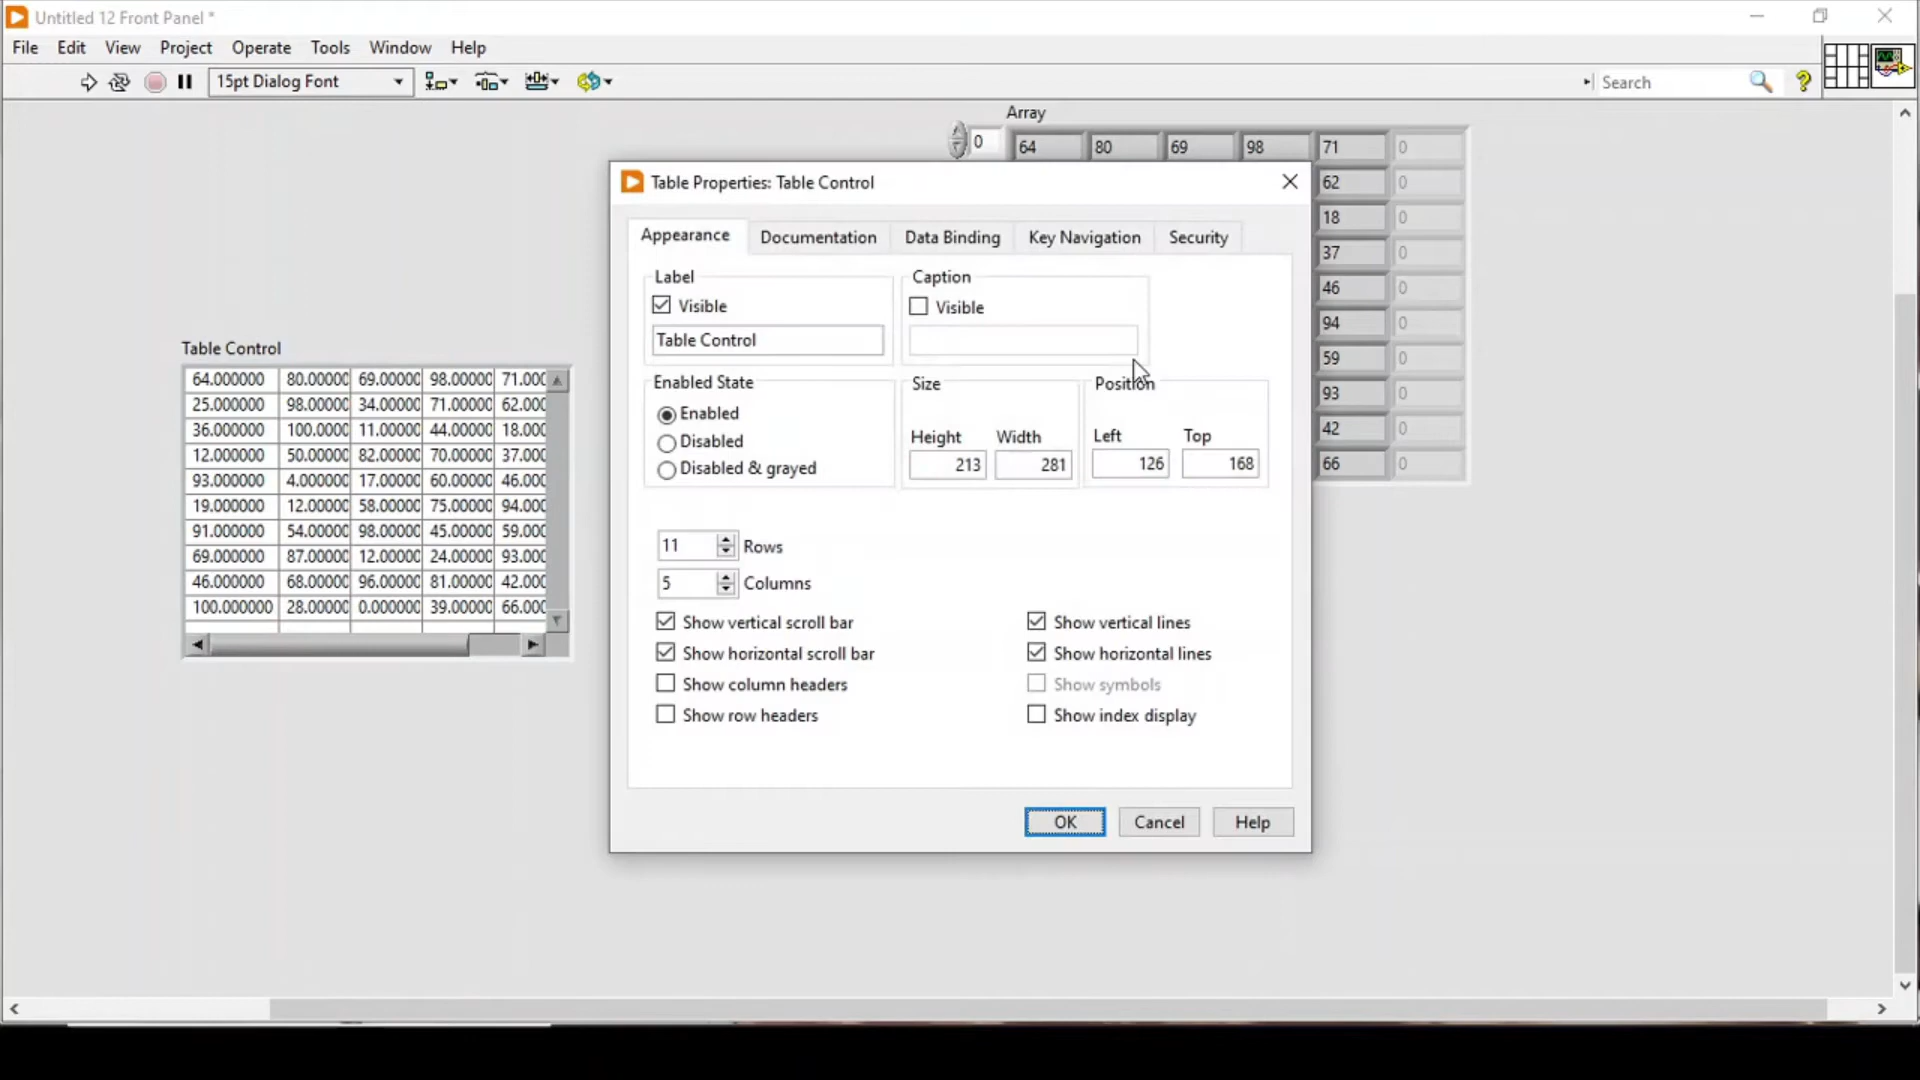 Untitled 12 Front Panel *
File Edit View Project Operate Tools Window Help
15pt Dialog Font
Search
?
Array
0 64 80 69 98 71 0
62 0
18 0
37 0
46 0
94 0
59 0
93 0
42 0
66 0
Table Properties: Table Control
Appearance Documentation Data Binding Key Navigation Security
Label Caption
Visible Visible
Table Control
Enabled State Size Position
Enabled
Disabled
Disabled & grayed
Height Width Left Top
213 281 126 168
11 Rows
5 Columns
Show vertical scroll bar Show vertical lines
Show horizontal scroll bar Show horizontal lines
Show column headers Show symbols
Show row headers Show index display
OK Cancel Help
Table Control
64.000000 80.00000 69.00000 98.00000 71.000
25.000000 98.00000 34.00000 71.00000 62.000
36.000000 100.0000 11.00000 44.00000 18.000
12.000000 50.00000 82.00000 70.00000 37.000
93.000000 4.000000 17.00000 60.00000 46.000
19.000000 12.00000 58.00000 75.00000 94.000
91.000000 54.00000 98.00000 45.00000 59.000
69.000000 87.00000 12.00000 24.00000 93.000
46.000000 68.00000 96.00000 81.00000 42.000
100.000000 28.00000 0.000000 39.00000 66.000